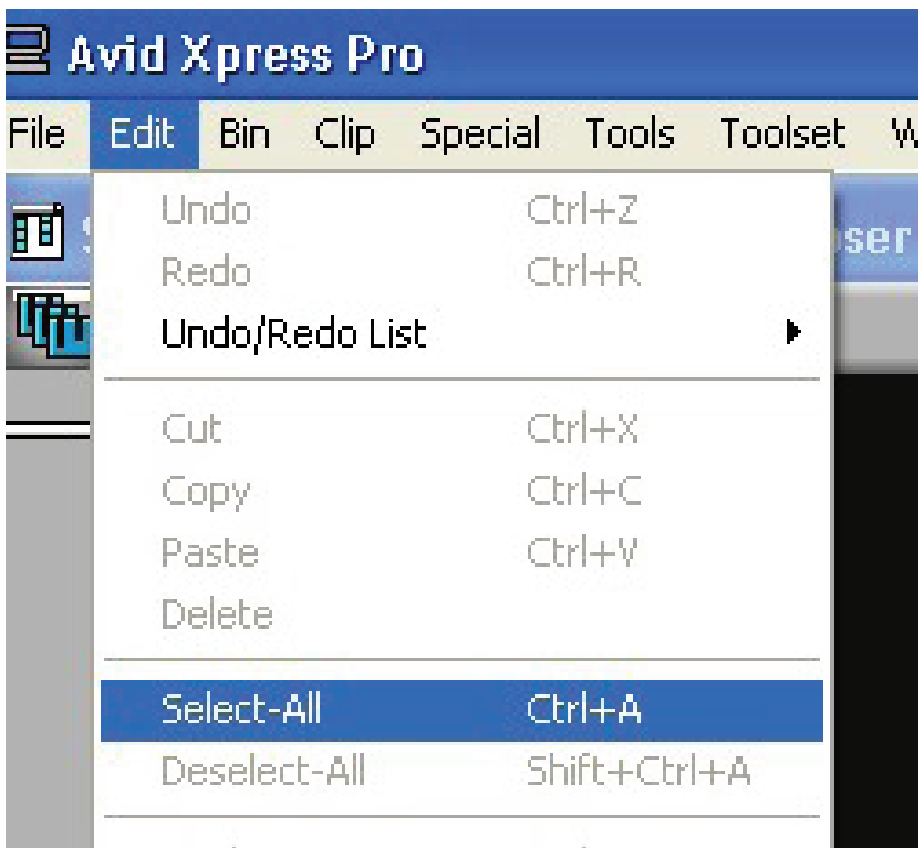 Avid Xpress Pro
File Edit Bin Clip Special Tools Toolset
Undo Ctrl+Z
Redo Ctrl+R
Undo/Redo List
Cut Ctrl+X
Copy Ctrl+C
Paste Ctrl+V
Delete
Select-All Ctrl+A
Deselect-All Shift+Ctrl+A